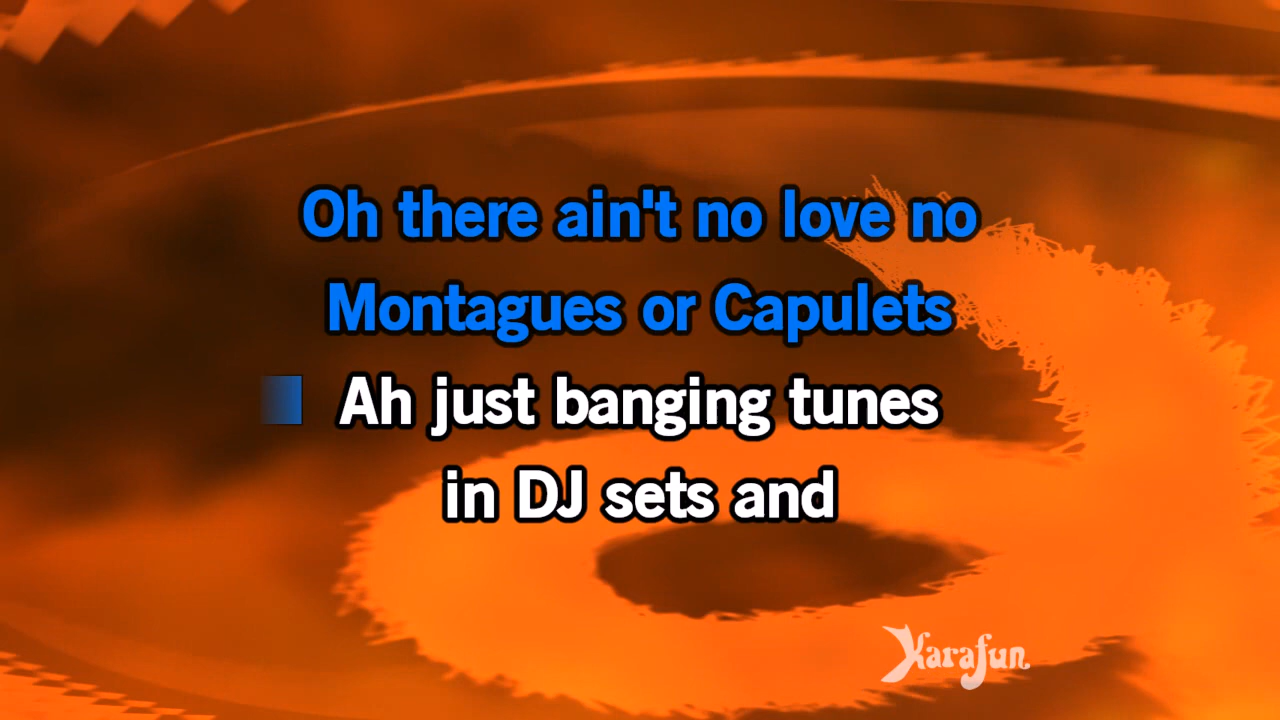 Oh there ain't no love no
Montagues or Capulets
Ah just banging tunes
in DJ sets and
Karafun